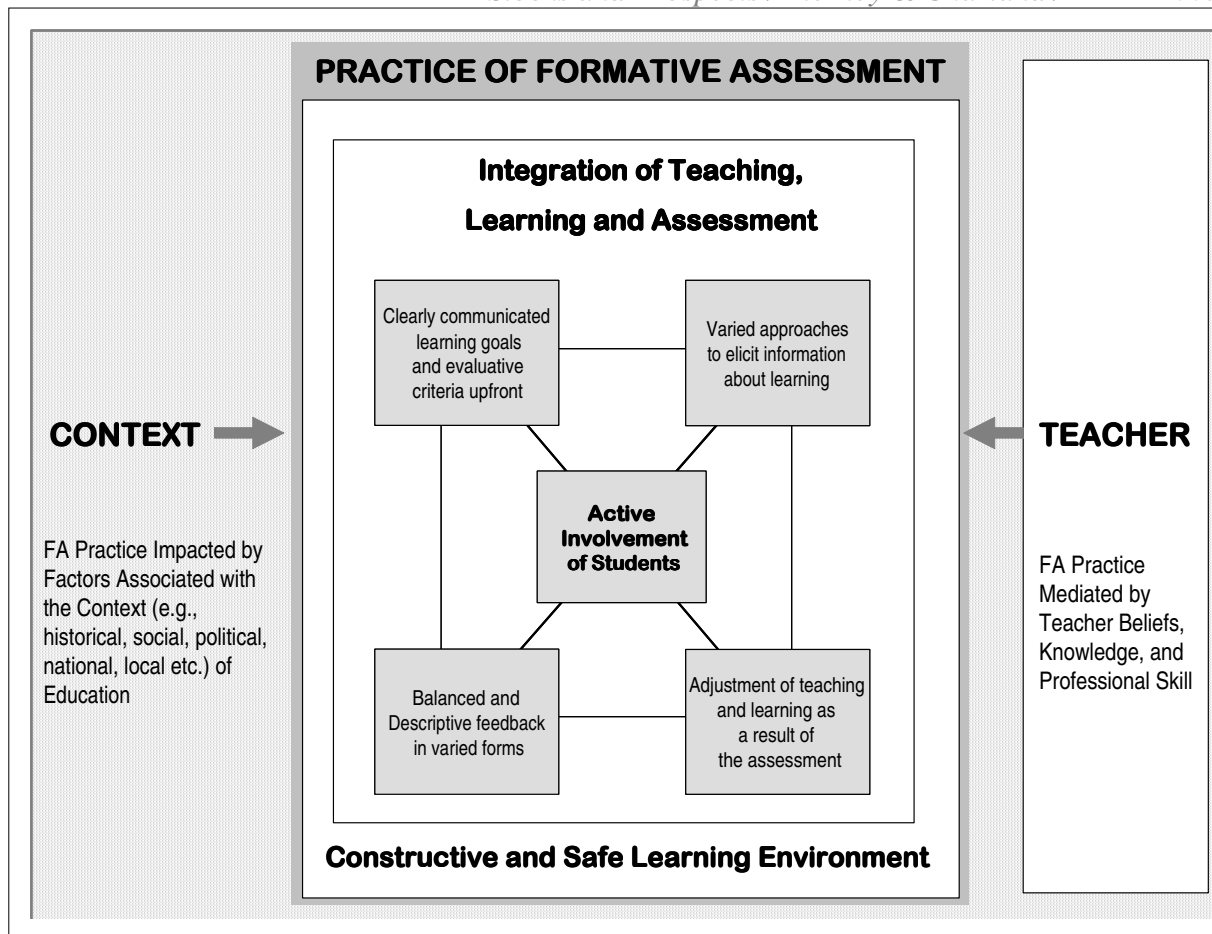 PRACTICE OF FORMATIVE ASSESSMENT
Integration of Teaching,
Learning and Assessment
Clearly communicated
learning goals
and evaluative
criteria upfront
Varied approaches
to elicit information
about learning
CONTEXT
TEACHER
Active
Involvement
of Students
FA Practice Impacted by
Factors Associated with
the Context (e.g.,
historical, social, political,
national, local etc.) of
Education
FA Practice
Mediated by
Teacher Beliefs,
Knowledge, and
Professional Skill
Balanced and
Descriptive feedback
in varied forms
Adjustment of teaching
and learning as
a result of
the assessment
Constructive and Safe Learning Environment